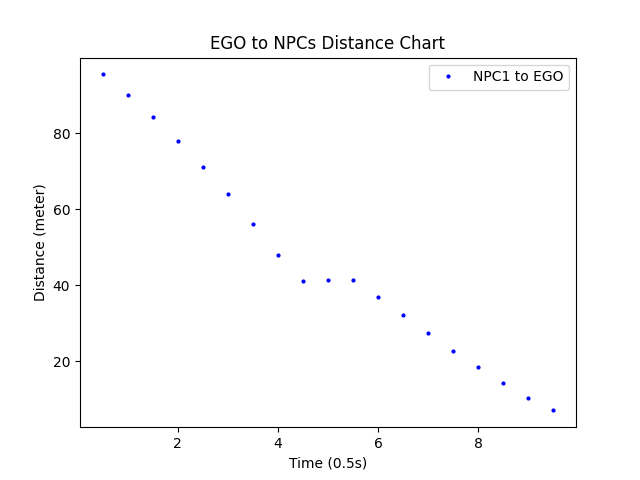 EGO to NPCs Distance Chart
NPC1 to EGO
80
60
40
20
Distance (meter)
2 4 6 8
Time (0.5s)